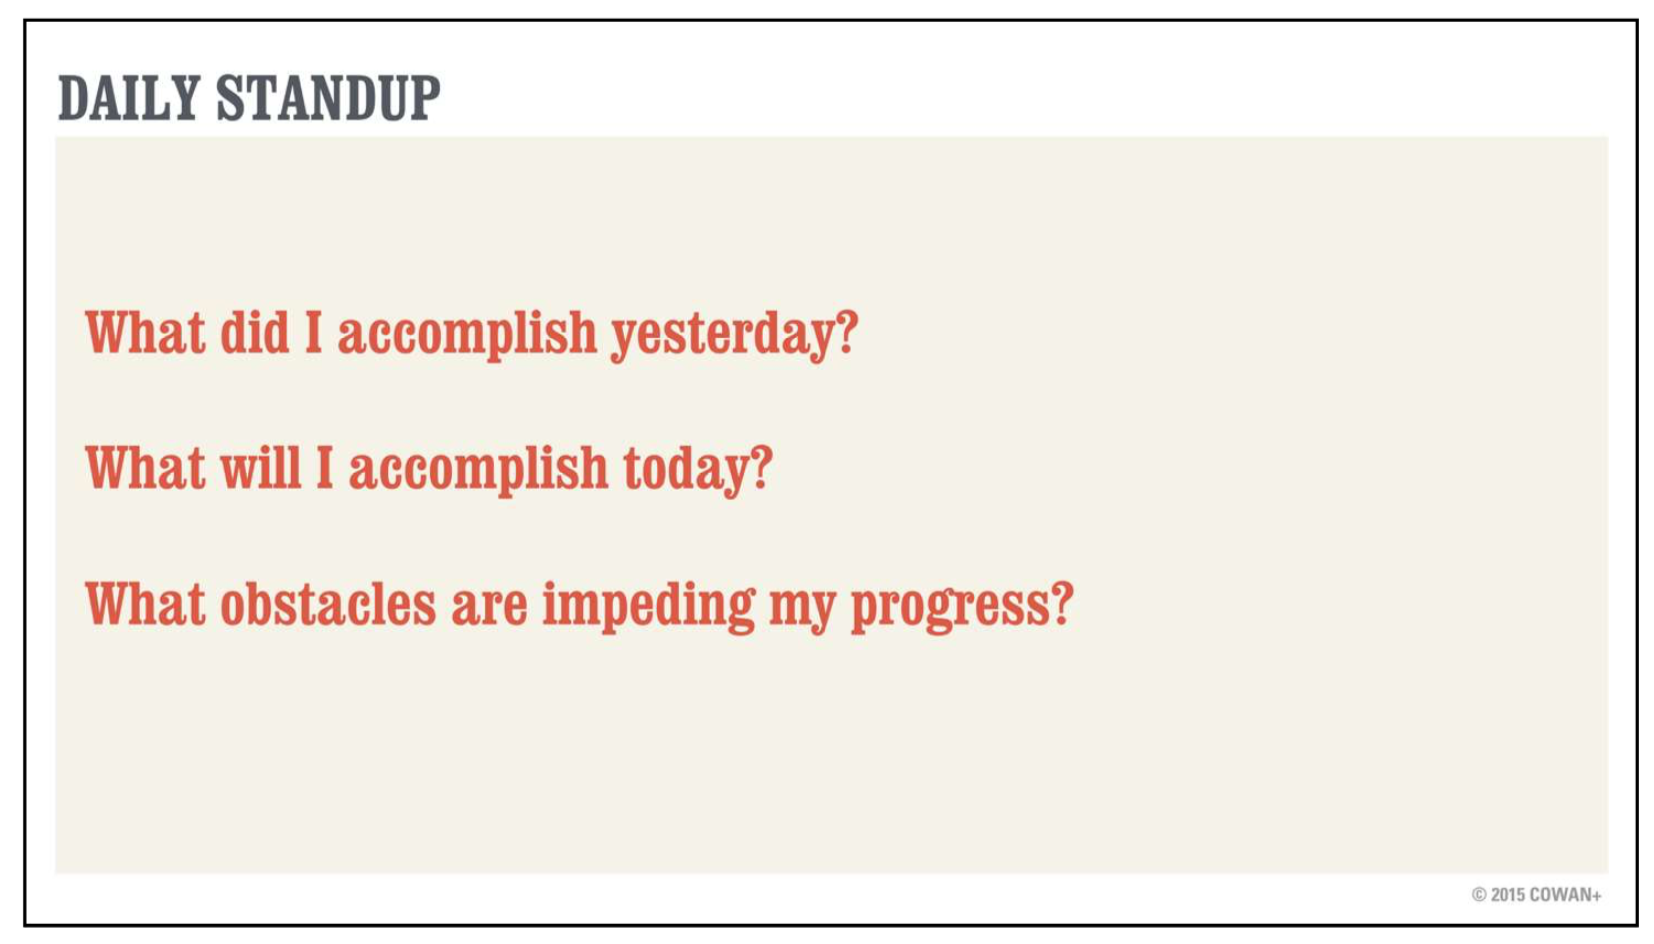 DAILY STANDUP
What did I accomplish yesterday?
What will I accomplish today?
What obstacles are impeding my progress?
© 2015 COWAN+